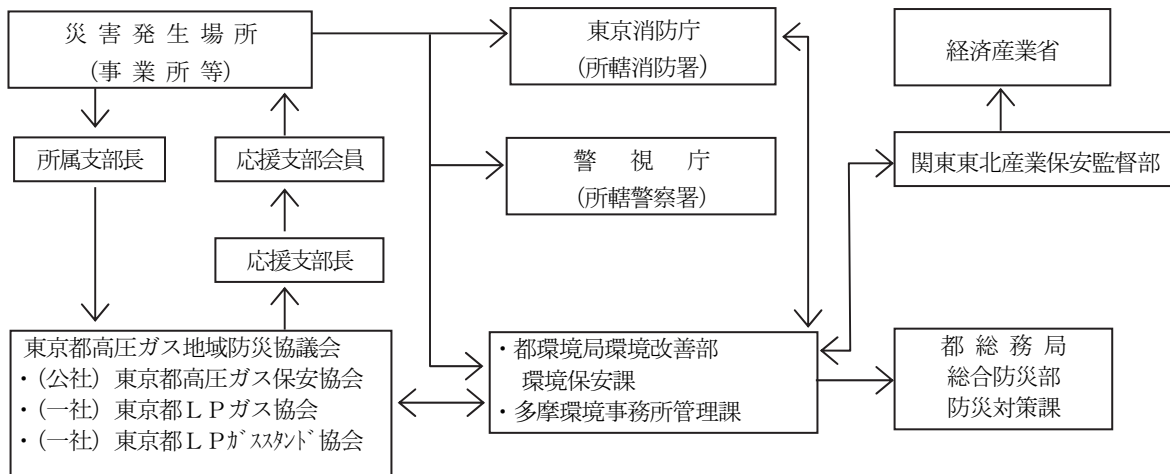 災害発生場所
(事業所等)
東京消防庁
(所轄消防署)
経済産業省
所属支部長
応援支部会員
警視庁
(所轄警察署)
関東東北産業保安監督部
応援支部長
東京都高圧ガス地域防災協議会
・(公社) 東京都高圧ガス保安協会
・(一社) 東京都ＬＰガス協会
・(一社) 東京都ＬＰｶﾞｽｽﾀﾝﾄﾞ協会
・都環境局環境改善部
環境保安課
・多摩環境事務所管理課
都総務局
総合防災部
防災対策課